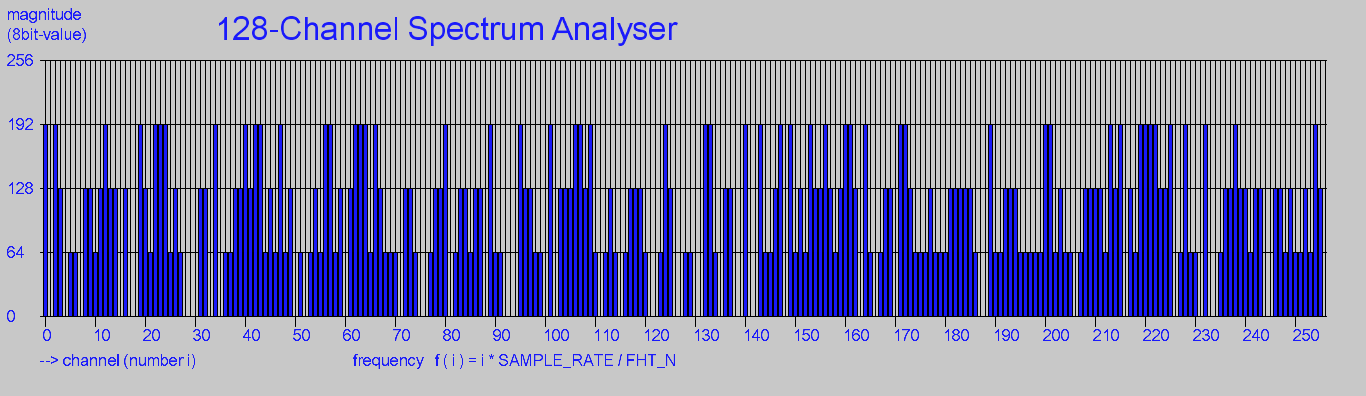 magnitude
(8bit-value)
128-Channel Spectrum Analyser
256
192
128
64
0
0 10 20 30 40 50 60 70 80 90 100 110 120 130 140 150 160 170 180 190 200 210 220 230 240 250
--> channel (number i)
frequency f ( i ) = i * SAMPLE_RATE / FHT_N